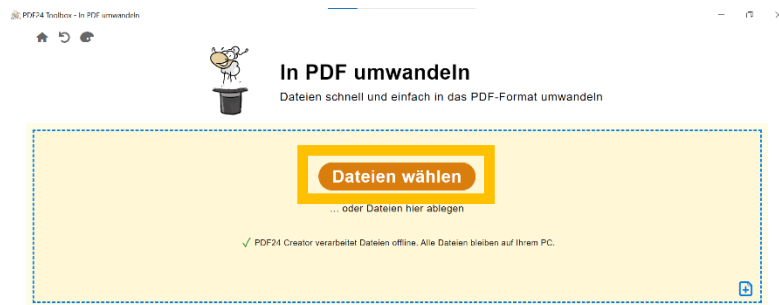 PDF24 Toolbox - In PDF umwandeln
In PDF umwandeln
Dateien schnell und einfach in das PDF-Format umwandeln
Dateien wählen
... oder Dateien hier ablegen
✓ PDF24 Creator verarbeitet Dateien offline. Alle Dateien bleiben auf Ihrem PC.